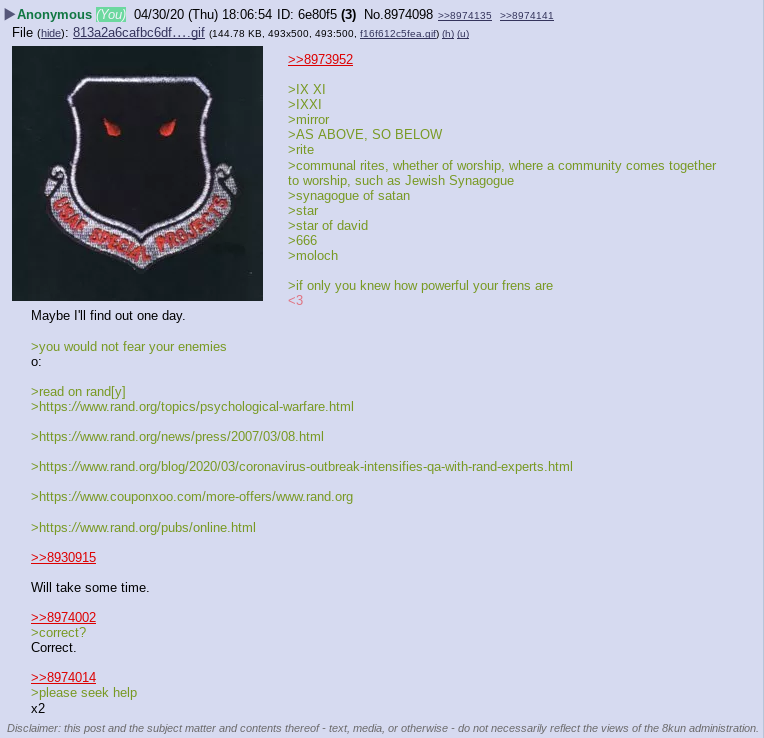 ▶Anonymous (You) 04/30/20 (Thu) 18:06:54 ID: 6e80f5 (3) No.8974098 >>8974135 >>8974141
File (hide): 813a2a6cafbc6df….gif (144.78 KB, 493x500, 493:500, f16f612c5fea.gif) (h) (u)
USAF SPECIAL PROJECTS
>>8973952
>IX XI
>IXXI
>mirror
>AS ABOVE, SO BELOW
>rite
>communal rites, whether of worship, where a community comes together
to worship, such as Jewish Synagogue
>synagogue of satan
>star
>star of david
>666
>moloch
>if only you knew how powerful your frens are
<3
Maybe I'll find out one day.
>you would not fear your enemies
o:
>read on rand[y]
>https://www.rand.org/topics/psychological-warfare.html
>https://www.rand.org/news/press/2007/03/08.html
>https://www.rand.org/blog/2020/03/coronavirus-outbreak-intensifies-qa-with-rand-experts.html
>https://www.couponxoo.com/more-offers/www.rand.org
>https://www.rand.org/pubs/online.html
>>8930915
Will take some time.
>>8974002
>correct?
Correct.
>>8974014
>please seek help
x2
Disclaimer: this post and the subject matter and contents thereof - text, media, or otherwise - do not necessarily reflect the views of the 8kun administration.